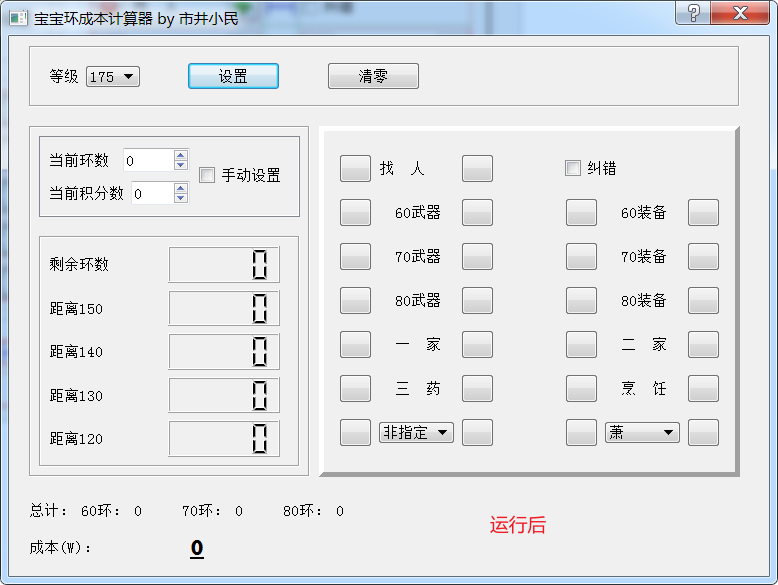 宝宝环成本计算器 by 市井小民
等级 175 设置 清零
当前环数 0 手动设置
当前积分数 0
剩余环数 0
距离150 0
距离140 0
距离130 0
距离120 0
找 人 纠错
60武器 60装备
70武器 70装备
80武器 80装备
一 家 二 家
三 药 烹 饪
非指定 萧
总计: 60环: 0 70环: 0 80环: 0
成本(W): 0
运行后